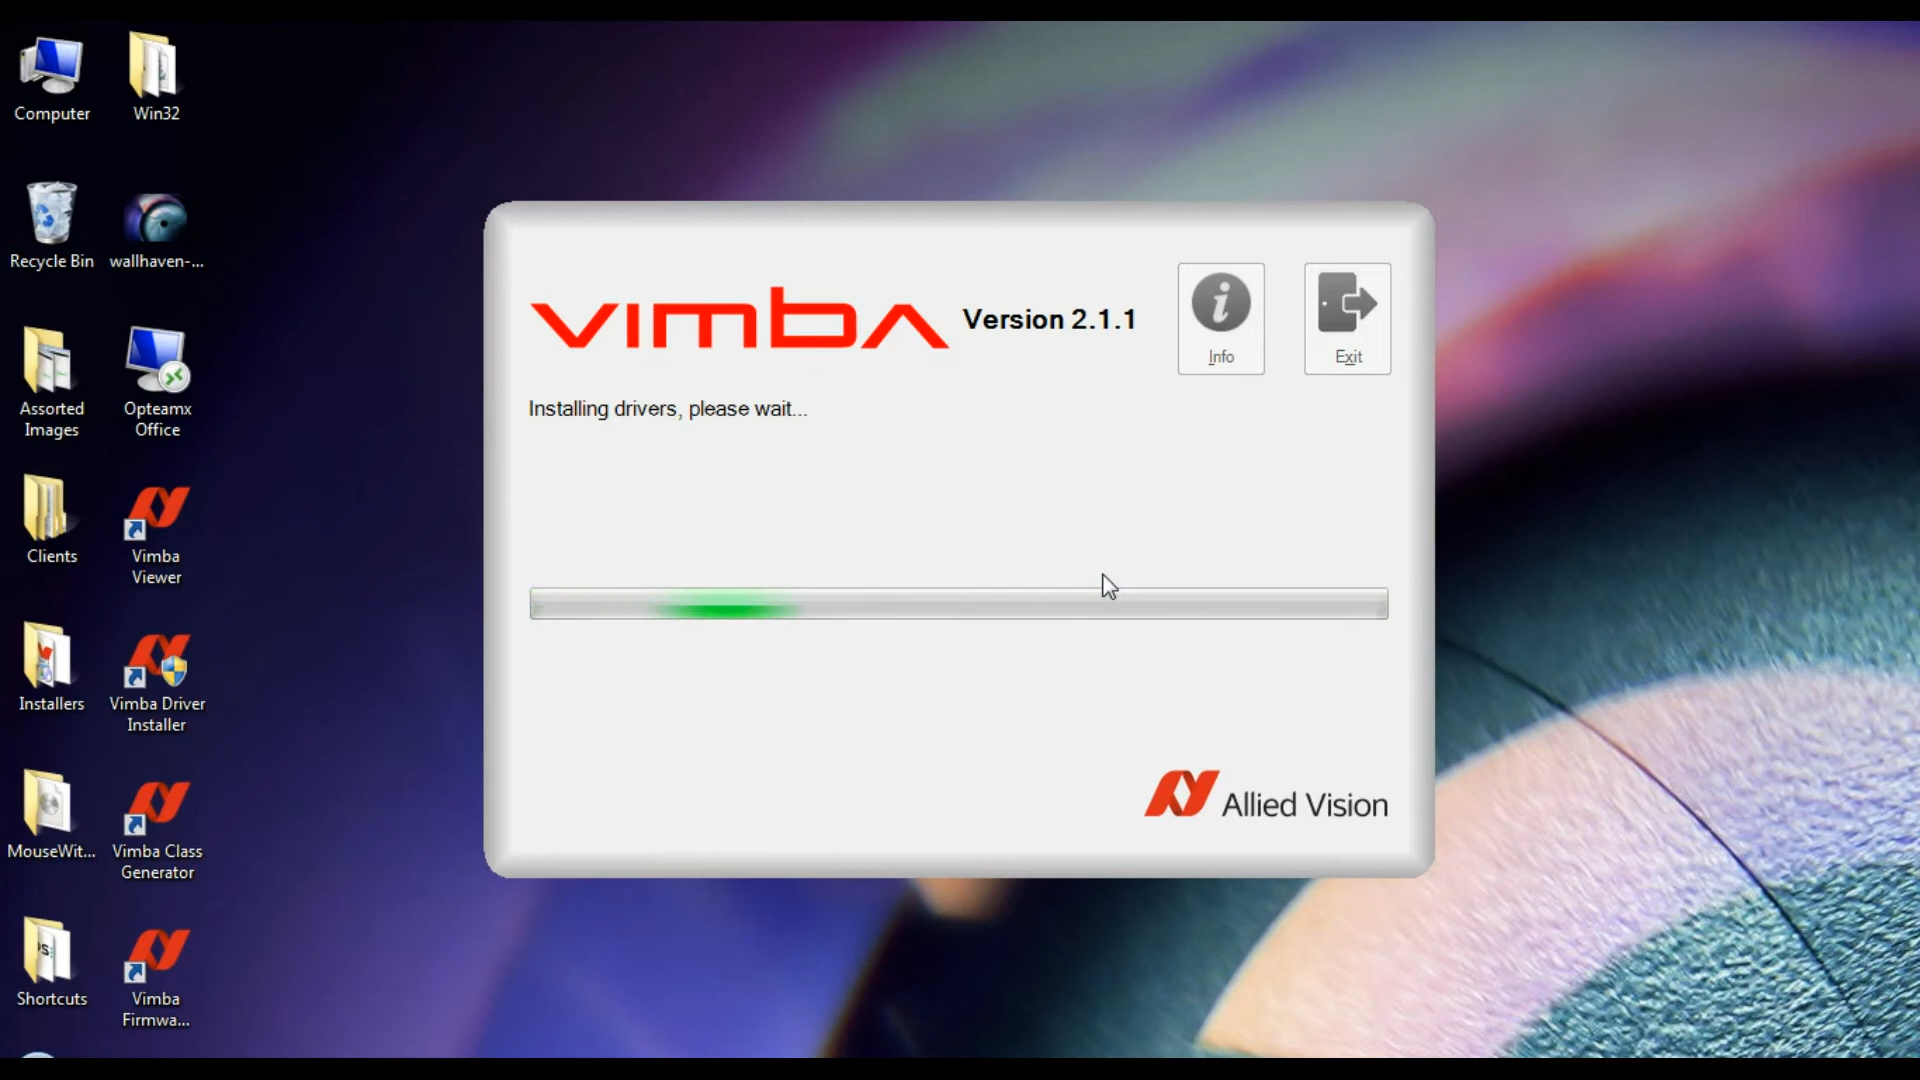 Computer
Win32
Recycle Bin
wallhaven-...
Assorted
Images
Opteamx
Office
Clients
Vimba
Viewer
Installers
Vimba Driver
Installer
MouseWit...
Vimba Class
Generator
Shortcuts
Vimba
Firmwa...
vimba
Version 2.1.1
Info
Exit
Installing drivers, please wait...
Allied Vision